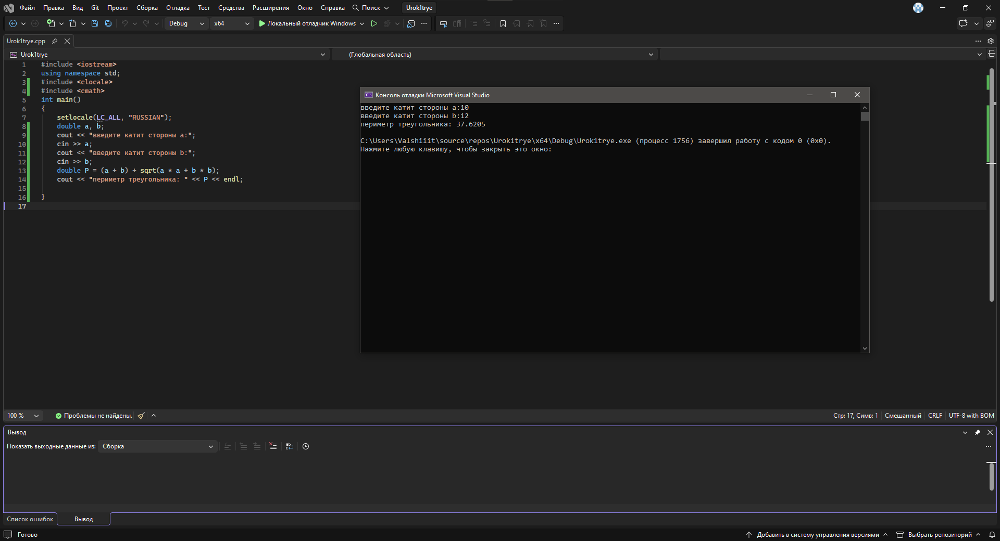 Файл Правка Вид Git Проект Сборка Отладка Тест Средства Расширения Окно Справка Поиск Urok1trye
Debug x64 Локальный отладчик Windows
Urok1trye.cpp
Urok1trye (Глобальная область)
1 #include <iostream>
2 using namespace std;
3 #include <clocale>
4 #include <cmath>
5 int main()
6 {
7 setlocale(LC_ALL, "RUSSIAN");
8 double a, b;
9 cout << "введите катит стороны a:";
10 cin >> a;
11 cout << "введите катит стороны b:";
12 cin >> b;
13 double P = (a + b) + sqrt(a * a + b * b);
14 cout << "периметр треугольника: " << P << endl;
15
16 }
17
Консоль отладки Microsoft Visual Studio
введите катит стороны a:10
введите катит стороны b:12
периметр треугольника: 37.6205
C:\Users\Valshiiit\source\repos\Urok1trye\x64\Debug\Urok1trye.exe (процесс 1756) завершил работу с кодом 0 (0x0).
Нажмите любую клавишу, чтобы закрыть это окно:
100 % Проблемы не найдены. Стр: 17, Симв: 1 Смешанный CRLF UTF-8 with BOM
Вывод
Показать выходные данные из: Сборка
Список ошибок Вывод
Готово Добавить в систему управления версиями Выбрать репозиторий